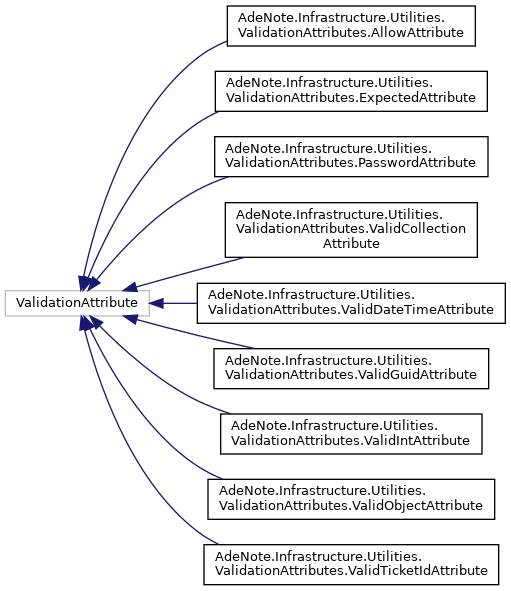 AdeNote.Infrastructure.Utilities.
ValidationAttributes.AllowAttribute
AdeNote.Infrastructure.Utilities.
ValidationAttributes.ExpectedAttribute
AdeNote.Infrastructure.Utilities.
ValidationAttributes.PasswordAttribute
AdeNote.Infrastructure.Utilities.
ValidationAttributes.ValidCollection
Attribute
ValidationAttribute
AdeNote.Infrastructure.Utilities.
ValidationAttributes.ValidDateTimeAttribute
AdeNote.Infrastructure.Utilities.
ValidationAttributes.ValidGuidAttribute
AdeNote.Infrastructure.Utilities.
ValidationAttributes.ValidIntAttribute
AdeNote.Infrastructure.Utilities.
ValidationAttributes.ValidObjectAttribute
AdeNote.Infrastructure.Utilities.
ValidationAttributes.ValidTicketIdAttribute